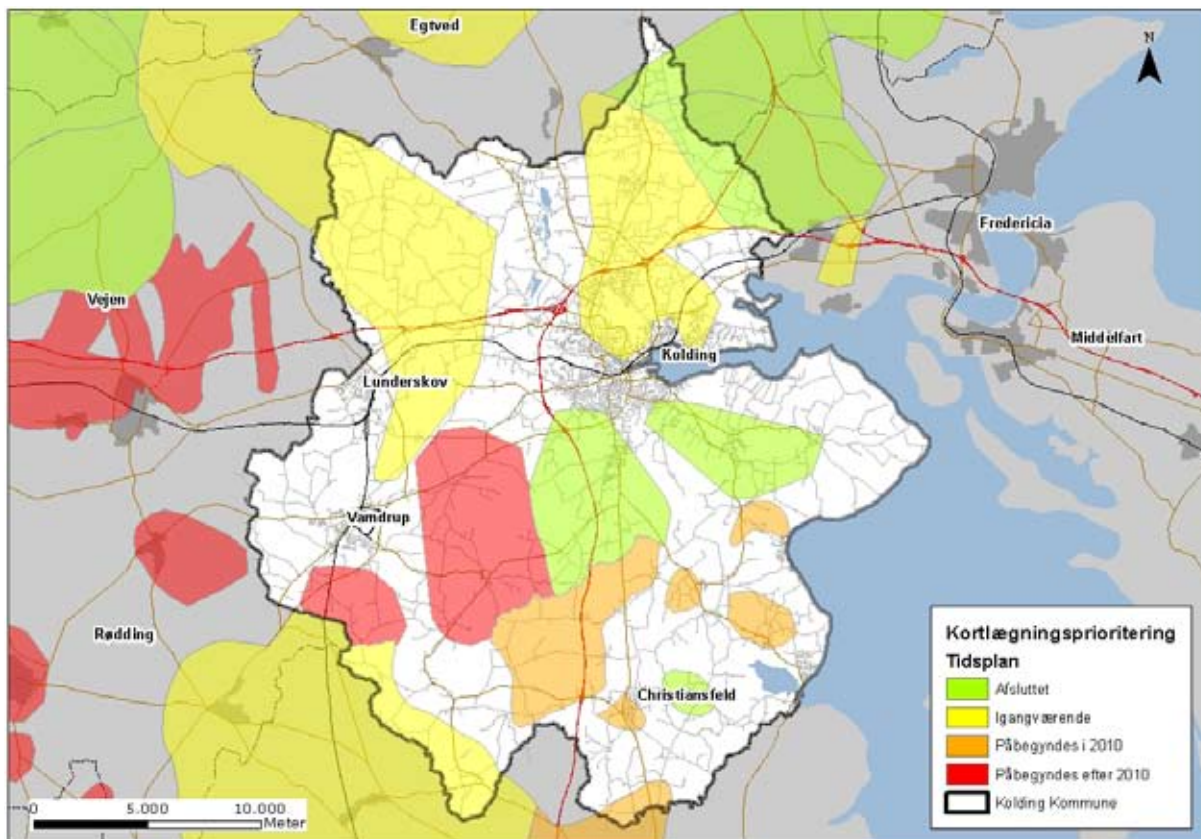 Egtved
N
Fredericia
Vejen
Middelfart
Kolding
Lunderskov
Vamdrup
Rødding
Christiansfeld
Kortlægningsprioritering
Tidsplan
Afsluttet
Igangværende
Påbegyndes i 2010
Påbegyndes efter 2010
Kolding Kommune
0 5.000 10.000
Meter